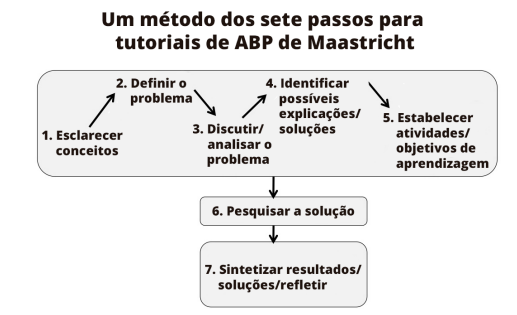 Um método dos sete passos para
tutoriais de ABP de Maastricht
1. Esclarecer
conceitos
2. Definir o
problema
3. Discutir/
analisar o
problema
4. Identificar
possíveis
explicações/
soluções
5. Estabelecer
atividades/
objetivos de
aprendizagem
6. Pesquisar a solução
7. Sintetizar resultados/
soluções/refletir